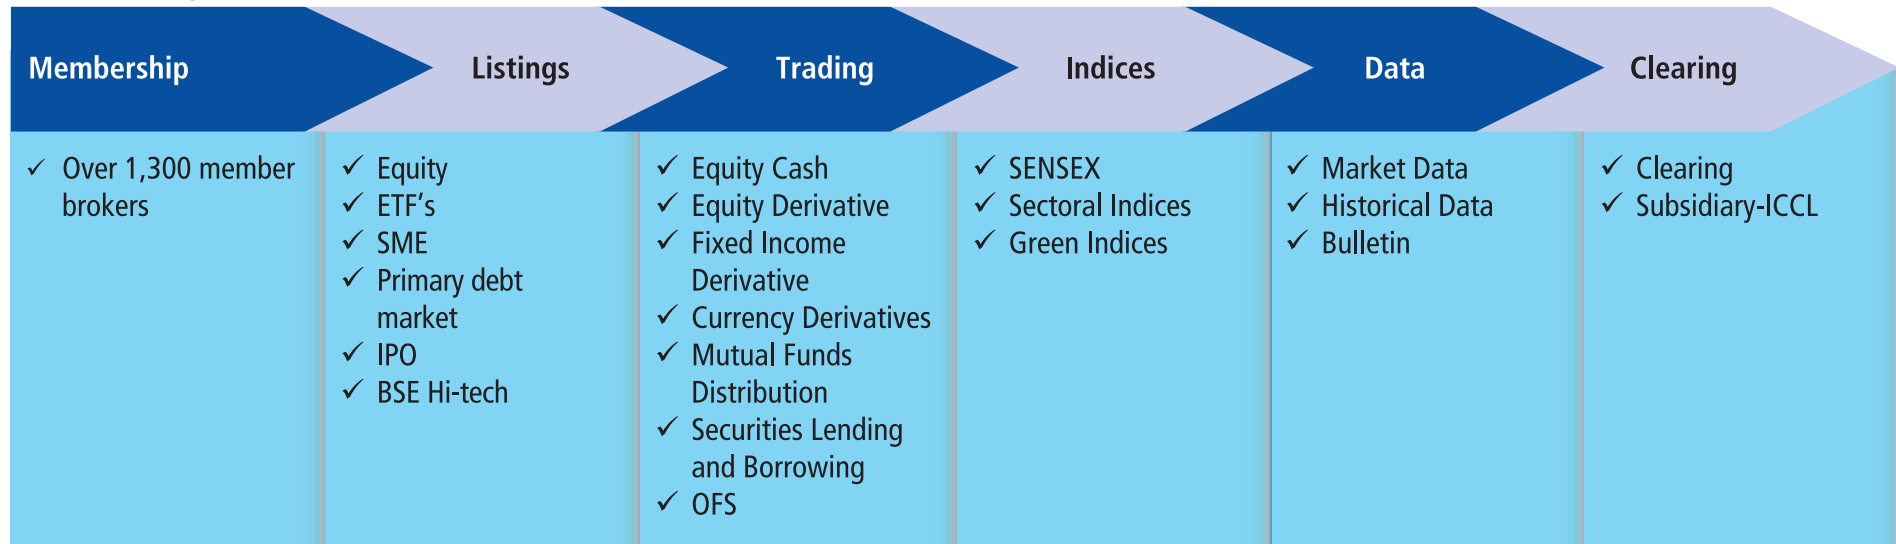 Membership
Listings
Trading
Indices
Data
Clearing
✓ Over 1,300 member
brokers
✓ Equity
✓ ETF's
✓ SME
✓ Primary debt
market
✓ IPO
✓ BSE Hi-tech
✓ Equity Cash
✓ Equity Derivative
✓ Fixed Income
Derivative
✓ Currency Derivatives
✓ Mutual Funds
Distribution
✓ Securities Lending
and Borrowing
✓ OFS
✓ SENSEX
✓ Sectoral Indices
✓ Green Indices
✓ Market Data
✓ Historical Data
✓ Bulletin
✓ Clearing
✓ Subsidiary-ICCL